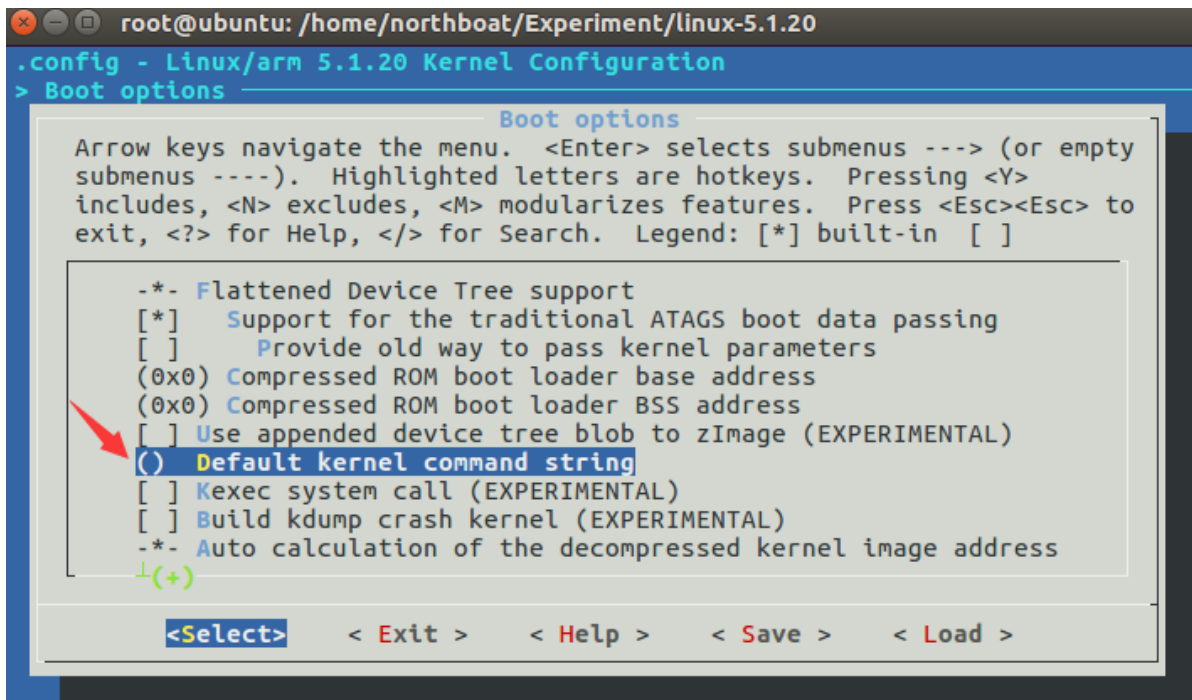 root@ubuntu: /home/northboat/Experiment/linux-5.1.20
.config - Linux/arm 5.1.20 Kernel Configuration
> Boot options
Boot options
Arrow keys navigate the menu.  <Enter> selects submenus ---> (or empty
submenus ----).  Highlighted letters are hotkeys.  Pressing <Y>
includes, <N> excludes, <M> modularizes features.  Press <Esc><Esc> to
exit, <?> for Help, </> for Search.  Legend: [*] built-in  [ ]
-*- Flattened Device Tree support
[*]   Support for the traditional ATAGS boot data passing
[ ]     Provide old way to pass kernel parameters
(0x0) Compressed ROM boot loader base address
(0x0) Compressed ROM boot loader BSS address
[ ] Use appended device tree blob to zImage (EXPERIMENTAL)
()  Default kernel command string
[ ] Kexec system call (EXPERIMENTAL)
[ ] Build kdump crash kernel (EXPERIMENTAL)
-*- Auto calculation of the decompressed kernel image address
┴(+)
<Select>    < Exit >    < Help >    < Save >    < Load >